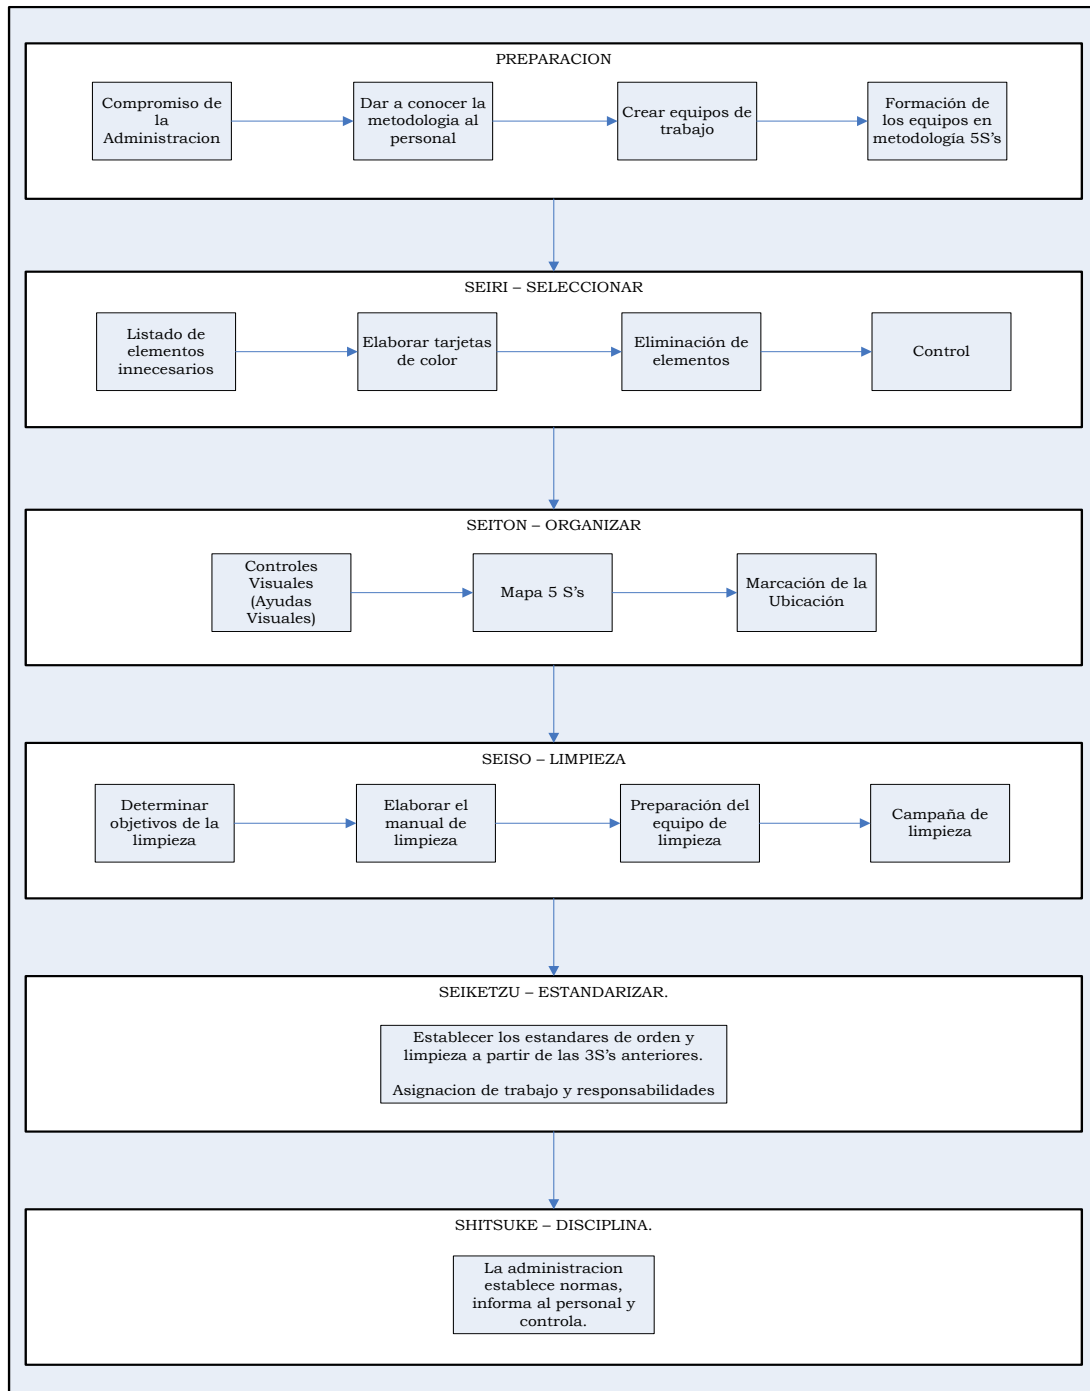 PREPARACION
Compromiso de
la
Administracion
Dar a conocer la
metodologia al
personal
Crear equipos de
trabajo
Formación de
los equipos en
metodología 5S’s
SEIRI – SELECCIONAR
Listado de
elementos
innecesarios
Elaborar tarjetas
de color
Eliminación de
elementos
Control
SEITON – ORGANIZAR
Controles
Visuales
(Ayudas
Visuales)
Mapa 5 S’s
Marcación de la
Ubicación
SEISO – LIMPIEZA
Determinar
objetivos de la
limpieza
Elaborar el
manual de
limpieza
Preparación del
equipo de
limpieza
Campaña de
limpieza
SEIKETZU – ESTANDARIZAR.
Establecer los estandares de orden y
limpieza a partir de las 3S’s anteriores.
Asignacion de trabajo y responsabilidades
SHITSUKE – DISCIPLINA.
La administracion
establece normas,
informa al personal y
controla.